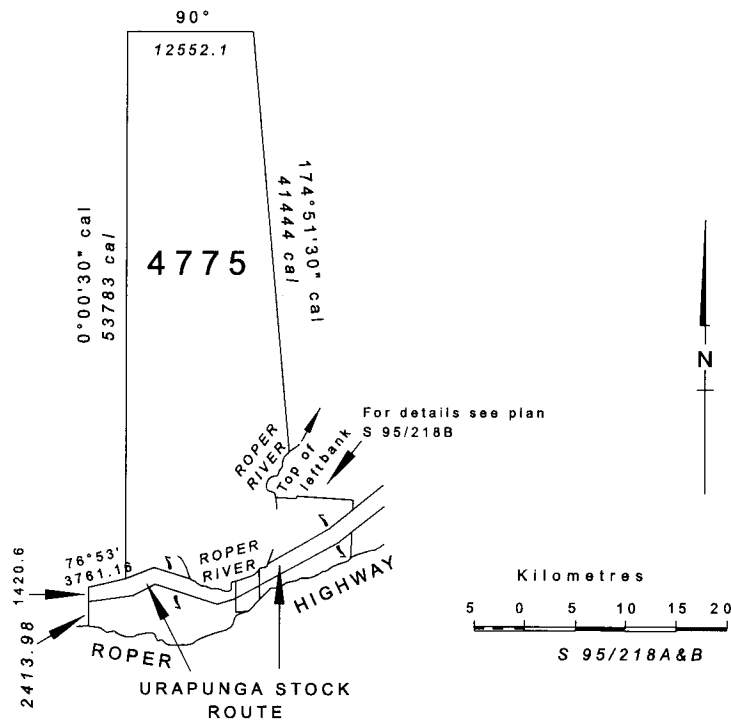 90°
12552.1
0°00'30" cal
53783 cal
4775
174°51'30" cal
41444 cal
N
For details see plan
S 95/218B
ROPER
RIVER
Top of
leftbank
76°53'
3761.16
ROPER
RIVER
1420.6
2413.98
ROPER
HIGHWAY
URAPUNGA STOCK
ROUTE
Kilometres
5 0 5 10 15 20
S 95/218A&B